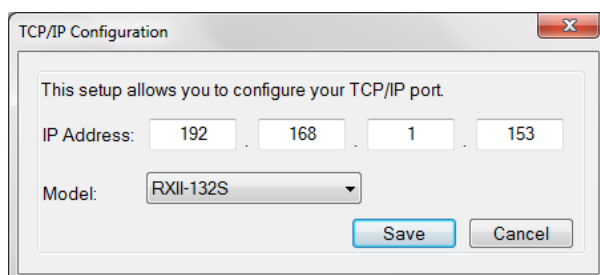 TCP/IP Configuration
This setup allows you to configure your TCP/IP port.
IP Address: 192 . 168 . 1 . 153
Model: RXII-132S
Save Cancel